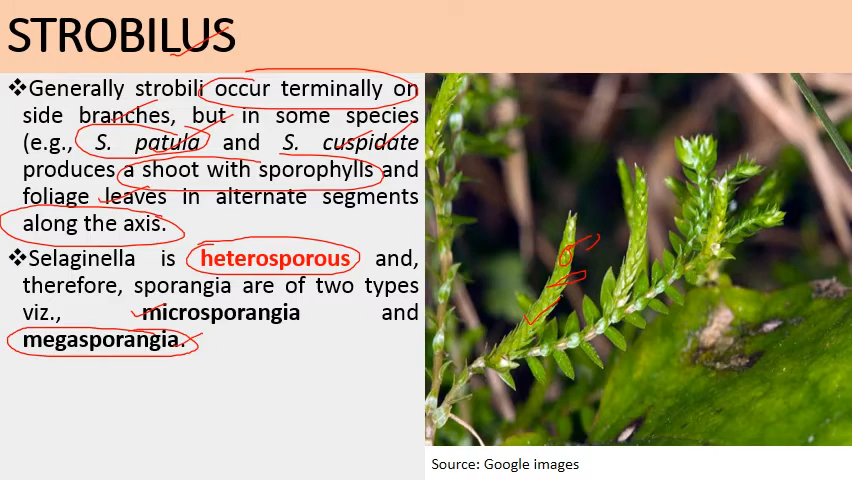 STROBILUS
❖Generally strobili occur terminally on
side branches, but in some species
(e.g., S. patula and S. cuspidate
produces a shoot with sporophylls and
foliage leaves in alternate segments
along the axis.
❖Selaginella is heterosporous and,
therefore, sporangia are of two types
viz., microsporangia and
megasporangia.
Source: Google images